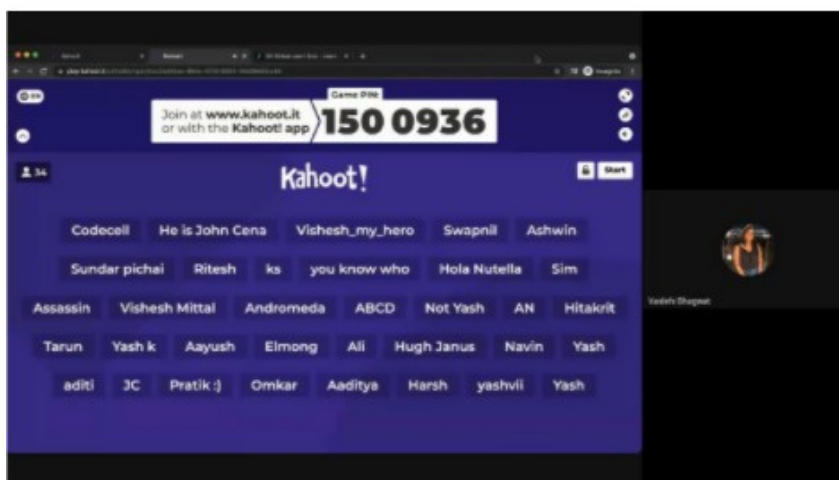 EN
Game PIN:
Join at www.kahoot.it
or with the Kahoot! app
150 0936
34
Kahoot!
Start
Codecell He is John Cena Vishesh_my_hero Swapnil Ashwin
Sundar pichai Ritesh ks you know who Hola Nutella Sim
Assassin Vishesh Mittal Andromeda ABCD Not Yash AN Hitakrit
Tarun Yash k Aayush Elmong Ali Hugh Janus Navin Yash
aditi JC Pratik :) Omkar Aaditya Harsh yashvii Yash